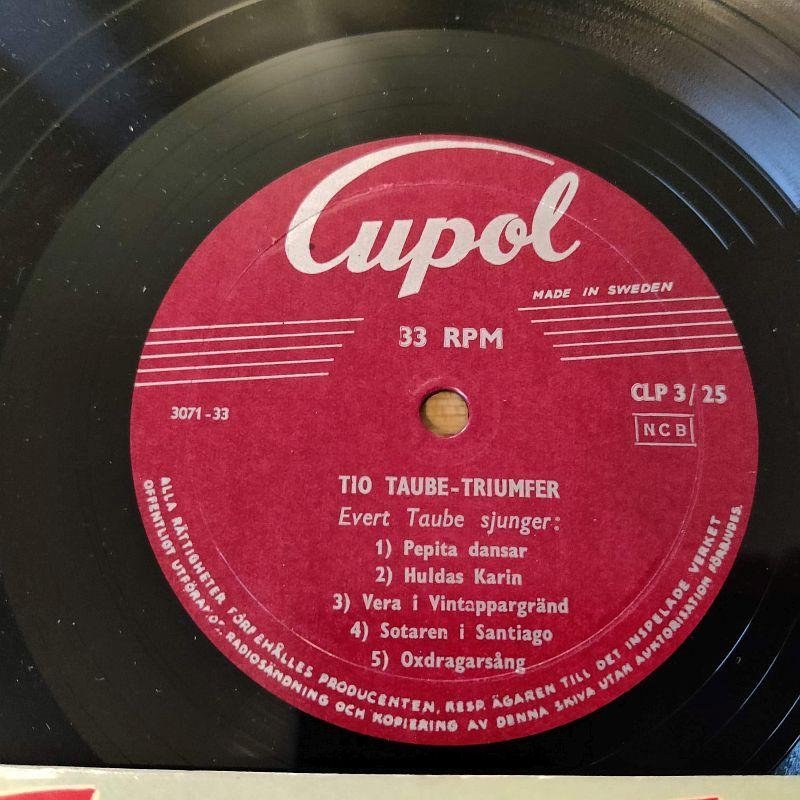 Cupol
MADE IN SWEDEN
33 RPM
CLP 3/25
3071-33
NCB
TIO TAUBE-TRIUMFER
Evert Taube sjunger:
1) Pepita dansar
2) Huldas Karin
3) Vera i Vintappargränd
4) Sotaren i Santiago
5) Oxdragarsång
ALLA RÄTTIGHETER FÖRBEHÅLLES PRODUCENTEN, RESP. ÄGAREN TILL DET INSPELADE VERKET
OFFENTLIGT UTFÖRANDE, RADIOSÄNDNING OCH KOPIERING AV DENNA SKIVA UTAN AUKTORISATION FÖRBJUDES.